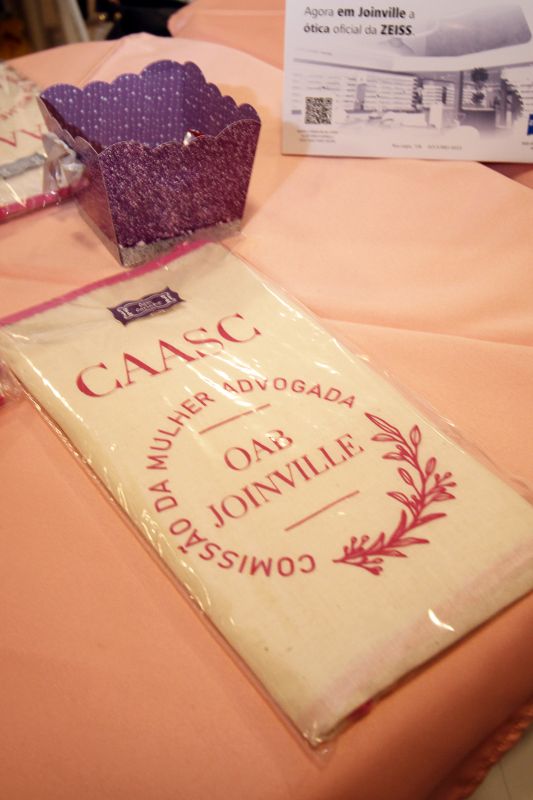 Agora em Joinville a
ótica oficial da ZEISS.
CAASC
COMISSÃO DA MULHER ADVOGADA
OAB
JOINVILLE